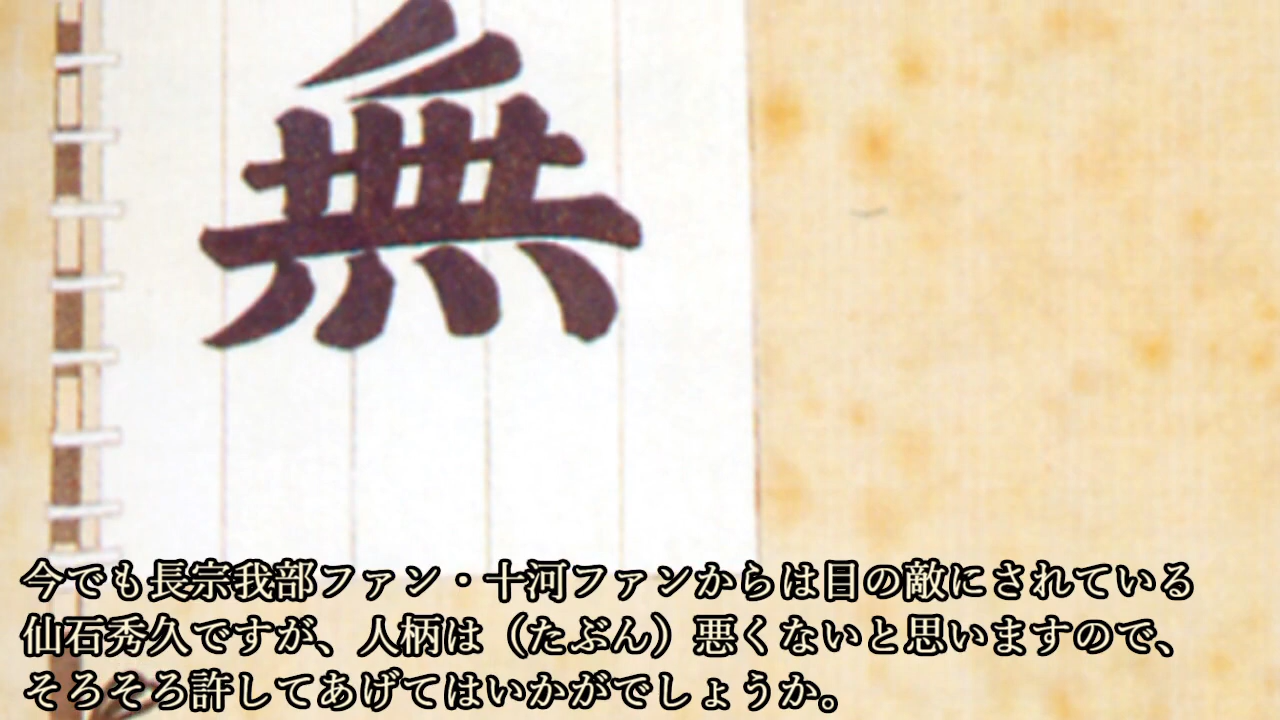 無
今でも長宗我部ファン・十河ファンからは目の敵にされている
仙石秀久ですが、人柄は（たぶん）悪くないと思いますので、
そろそろ許してあげてはいかがでしょうか。